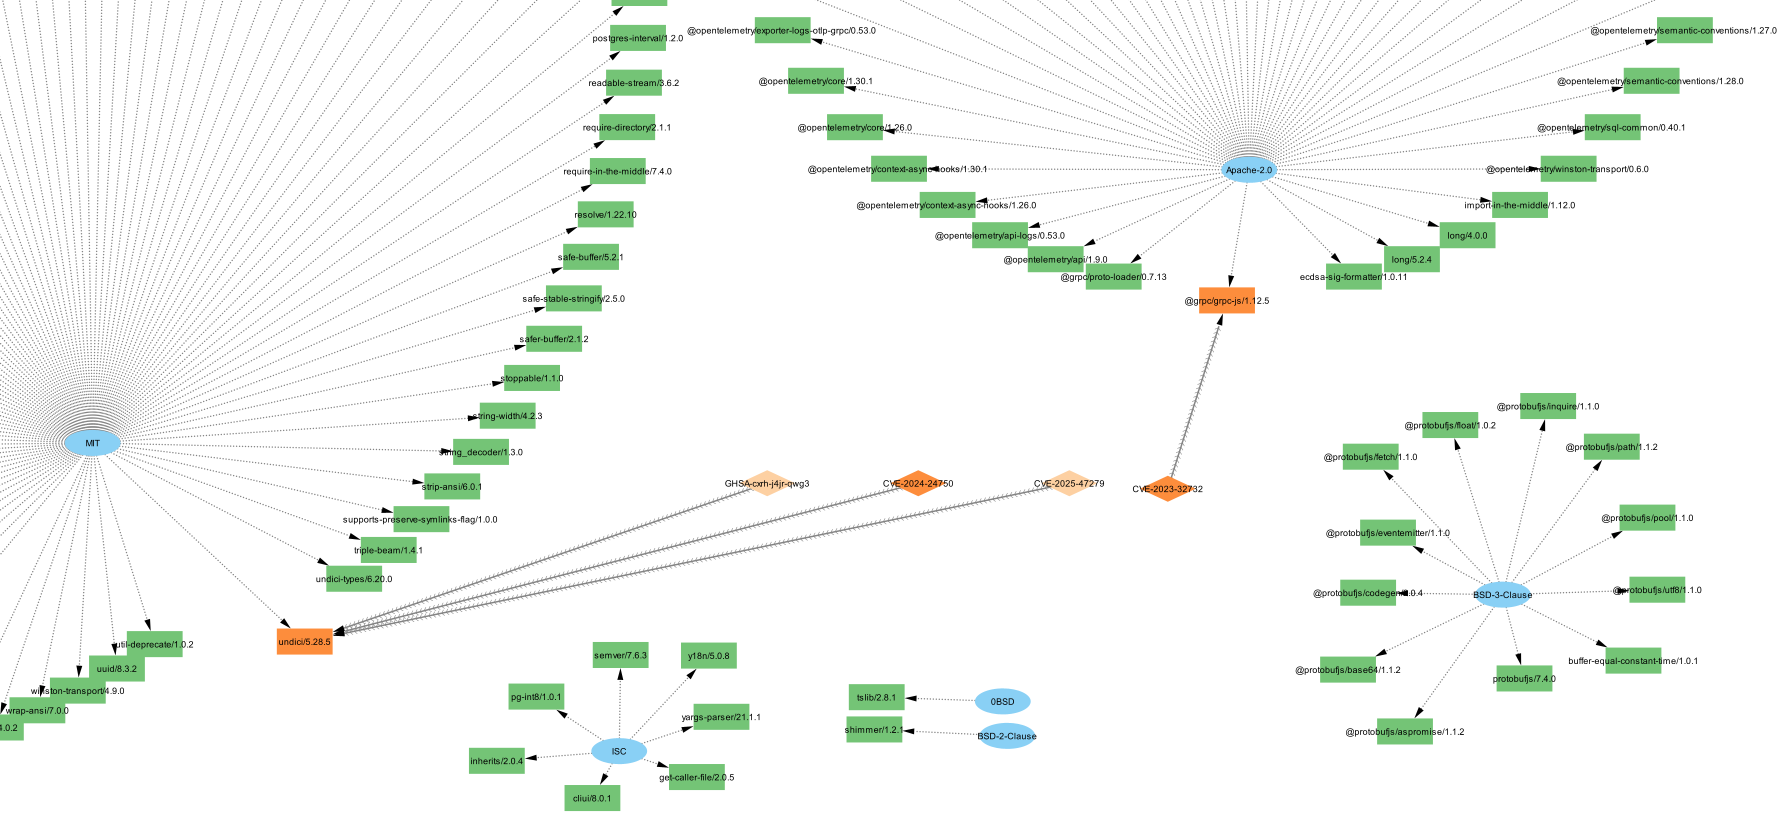 postgres-interval/1.2.0
readable-stream/3.6.2
require-directory/2.1.1
require-in-the-middle/7.4.0
resolve/1.22.10
safe-buffer/5.2.1
safe-stable-stringify/2.5.0
safer-buffer/2.1.2
stoppable/1.1.0
string-width/4.2.3
MIT
string_decoder/1.3.0
strip-ansi/6.0.1
supports-preserve-symlinks-flag/1.0.0
triple-beam/1.4.1
undici-types/6.20.0
undici/5.28.5
util-deprecate/1.0.2
uuid/8.3.2
winston-transport/4.9.0
wrap-ansi/7.0.0
@opentelemetry/exporter-logs-otlp-grpc/0.53.0
@opentelemetry/core/1.30.1
@opentelemetry/core/1.26.0
@opentelemetry/context-async-hooks/1.30.1
@opentelemetry/context-async-hooks/1.26.0
@opentelemetry/api-logs/0.53.0
@opentelemetry/api/1.9.0
@grpc/proto-loader/0.7.13
@grpc/grpc-js/1.12.5
Apache-2.0
@opentelemetry/semantic-conventions/1.27.0
@opentelemetry/semantic-conventions/1.28.0
@opentelemetry/sql-common/0.40.1
@opentelemetry/winston-transport/0.6.0
import-in-the-middle/1.12.0
long/4.0.0
long/5.2.4
ecdsa-sig-formatter/1.0.11
GHSA-cxrh-j4jr-qwg3
CVE-2024-24750
CVE-2025-47279
CVE-2023-32732
@protobufjs/inquire/1.1.0
@protobufjs/float/1.0.2
@protobufjs/path/1.1.2
@protobufjs/fetch/1.1.0
@protobufjs/pool/1.1.0
@protobufjs/eventemitter/1.1.0
@protobufjs/utf8/1.1.0
BSD-3-Clause
@protobufjs/codegen/2.0.4
buffer-equal-constant-time/1.0.1
@protobufjs/base64/1.1.2
protobufjs/7.4.0
@protobufjs/aspromise/1.1.2
semver/7.6.3
y18n/5.0.8
pg-int8/1.0.1
yargs-parser/21.1.1
ISC
inherits/2.0.4
get-caller-file/2.0.5
cliui/8.0.1
tslib/2.8.1
0BSD
shimmer/1.2.1
BSD-2-Clause